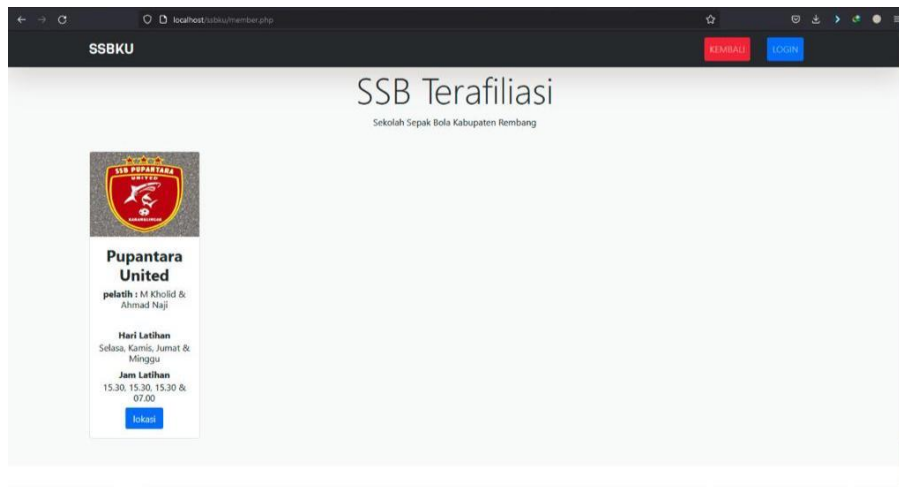 localhost/ssbku/member.php
SSBKU
KEMBALI
LOGIN
SSB Terafiliasi
Sekolah Sepak Bola Kabupaten Rembang
SSB PUPANTARA
UNITED
Pupantara
United
pelatih : M Kholid &
Ahmad Naji
Hari Latihan
Selasa, Kamis, Jumat &
Minggu
Jam Latihan
15.30, 15.30, 15.30 &
07.00
lokasi